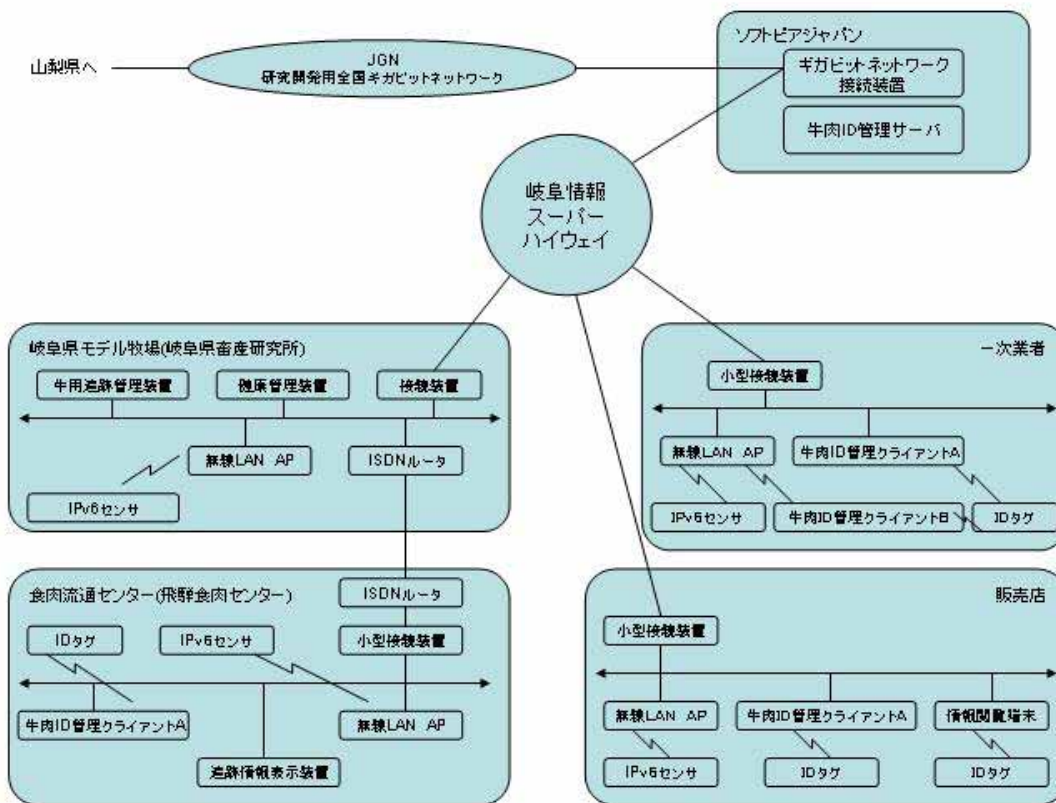 山梨県へ
JGN
研究開発用全国ギガビットネットワーク
ソフトピアジャパン
ギガビットネットワーク
接続装置
牛肉ID管理サーバ
岐阜情報
スーパー
ハイウェイ
岐阜県モデル牧場(岐阜県畜産研究所)
牛用追跡管理装置
健康管理装置
接続装置
無線LAN AP
ISDNルータ
IPv6センサ
一次業者
小型接続装置
無線LAN AP
牛肉ID管理クライアントA
IPv6センサ
牛肉ID管理クライアントB
IDタグ
食肉流通センター(飛騨食肉センター)
ISDNルータ
IDタグ
IPv6センサ
小型接続装置
牛肉ID管理クライアントA
無線LAN AP
追跡情報表示装置
販売店
小型接続装置
無線LAN AP
牛肉ID管理クライアントA
情報閲覧端末
IPv6センサ
IDタグ
IDタグ